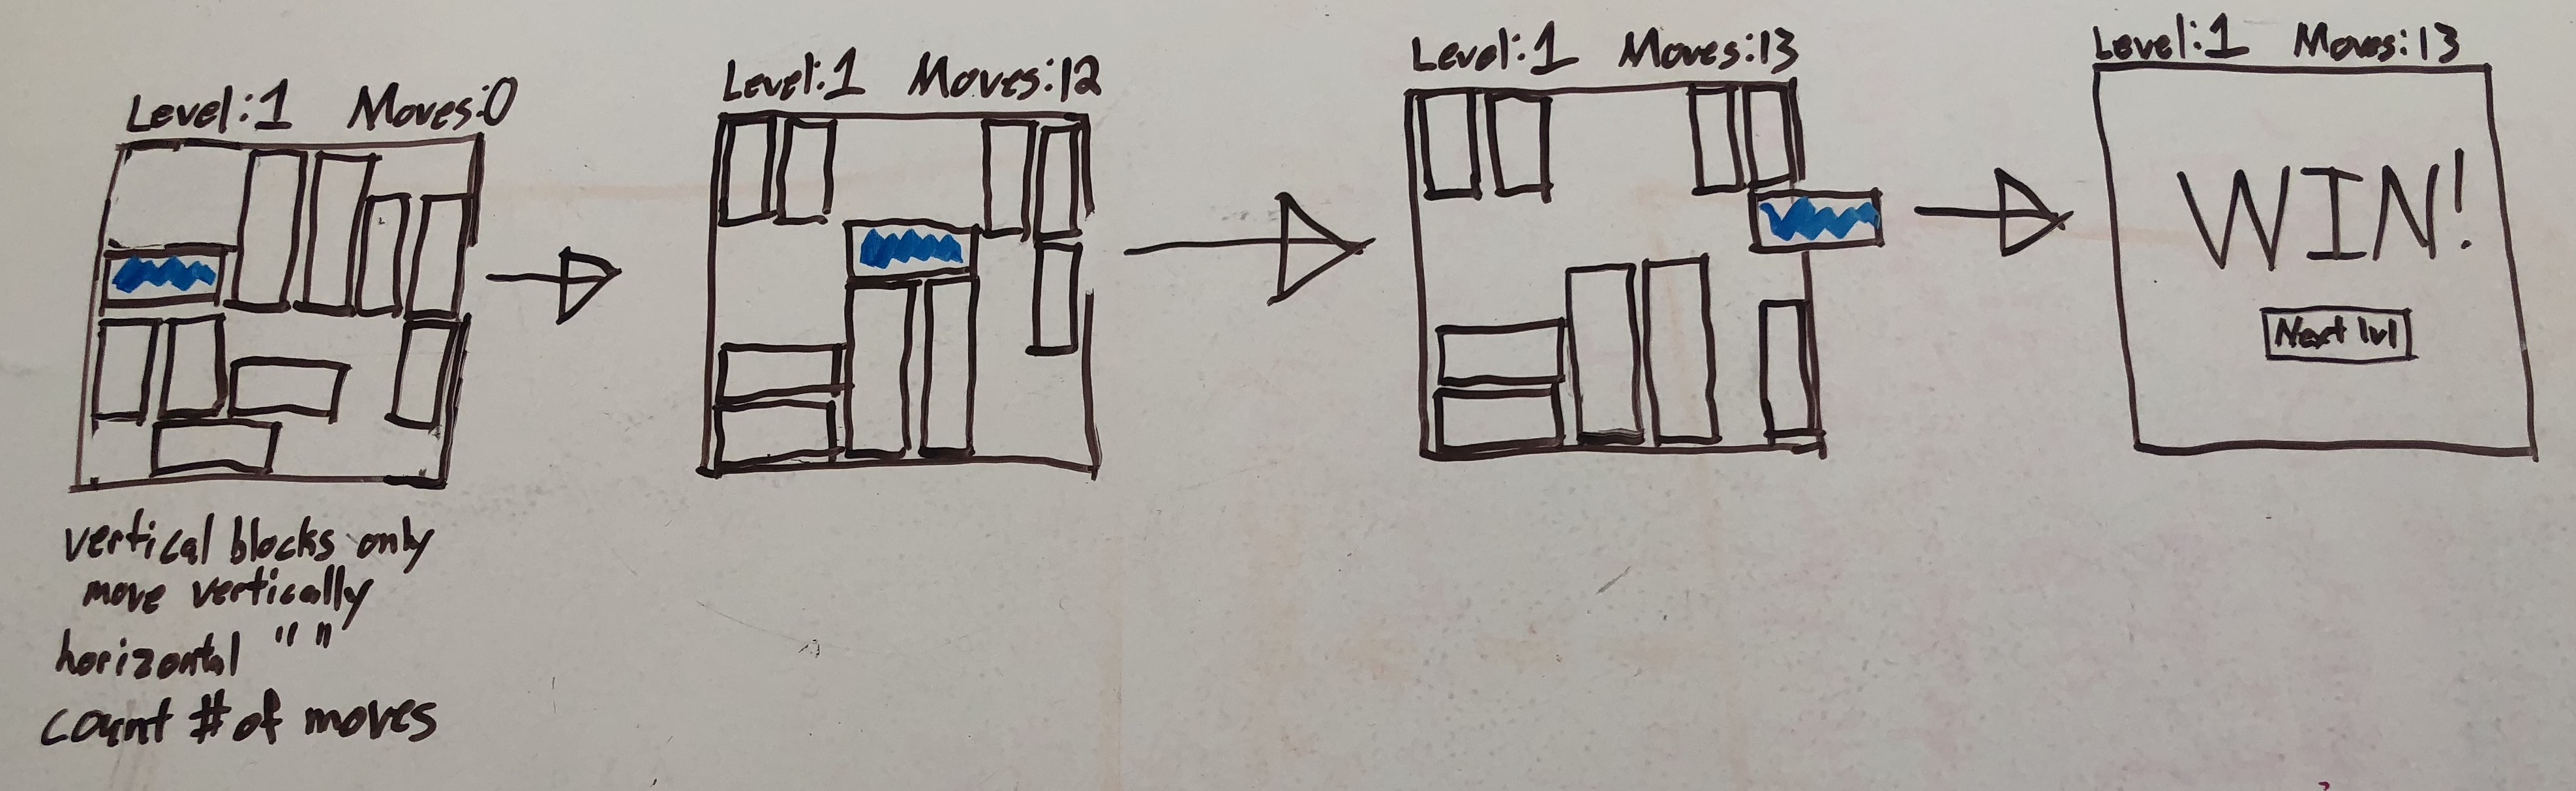 Level:1 Moves:0
Level:1 Moves:12
Level:1 Moves:13
Level:1 Moves:13
WIN!
Next lvl
vertical blocks only
move vertically
horizontal " "
count # of moves